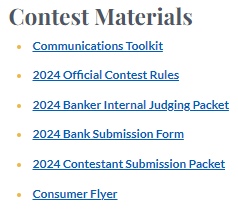 Contest Materials
Communications Toolkit
2024 Official Contest Rules
2024 Banker Internal Judging Packet
2024 Bank Submission Form
2024 Contestant Submission Packet
Consumer Flyer